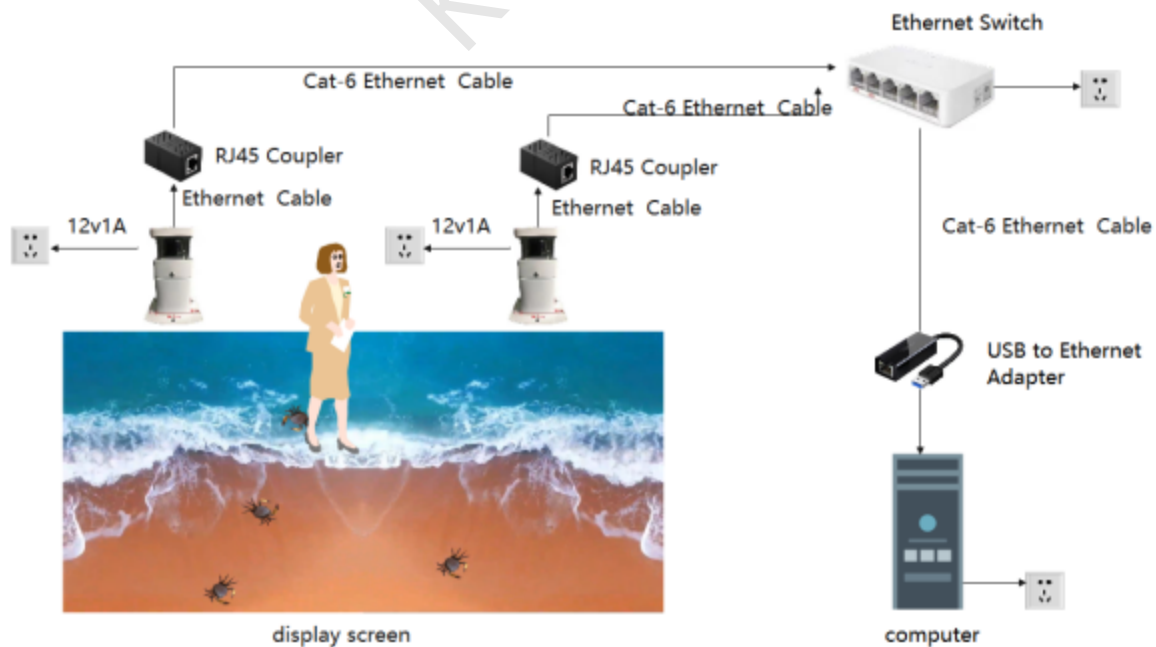 Ethernet Switch
Cat-6 Ethernet Cable
Cat-6 Ethernet Cable
RJ45 Coupler
RJ45 Coupler
Ethernet Cable
Ethernet Cable
12v1A
12v1A
Cat-6 Ethernet Cable
USB to Ethernet
Adapter
display screen
computer